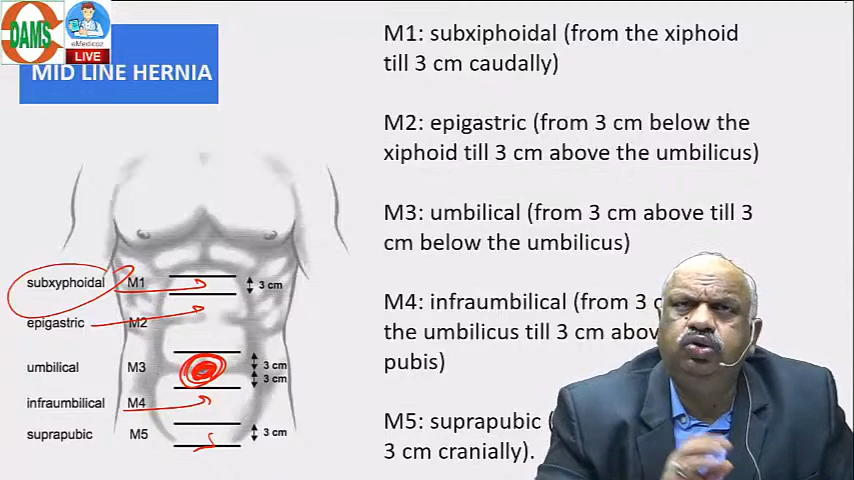 DAMS
eMedicoz
LIVE
MID LINE HERNIA
M1: subxiphoidal (from the xiphoid
till 3 cm caudally)
M2: epigastric (from 3 cm below the
xiphoid till 3 cm above the umbilicus)
M3: umbilical (from 3 cm above till 3
cm below the umbilicus)
M4: infraumbilical (from 3
the umbilicus till 3 cm
pubis)
M5: suprapubic (
3 cm cranially).
subxyphoidal M1 3 cm
epigastric M2
umbilical M3 3 cm
3 cm
infraumbilical M4
suprapubic M5 3 cm